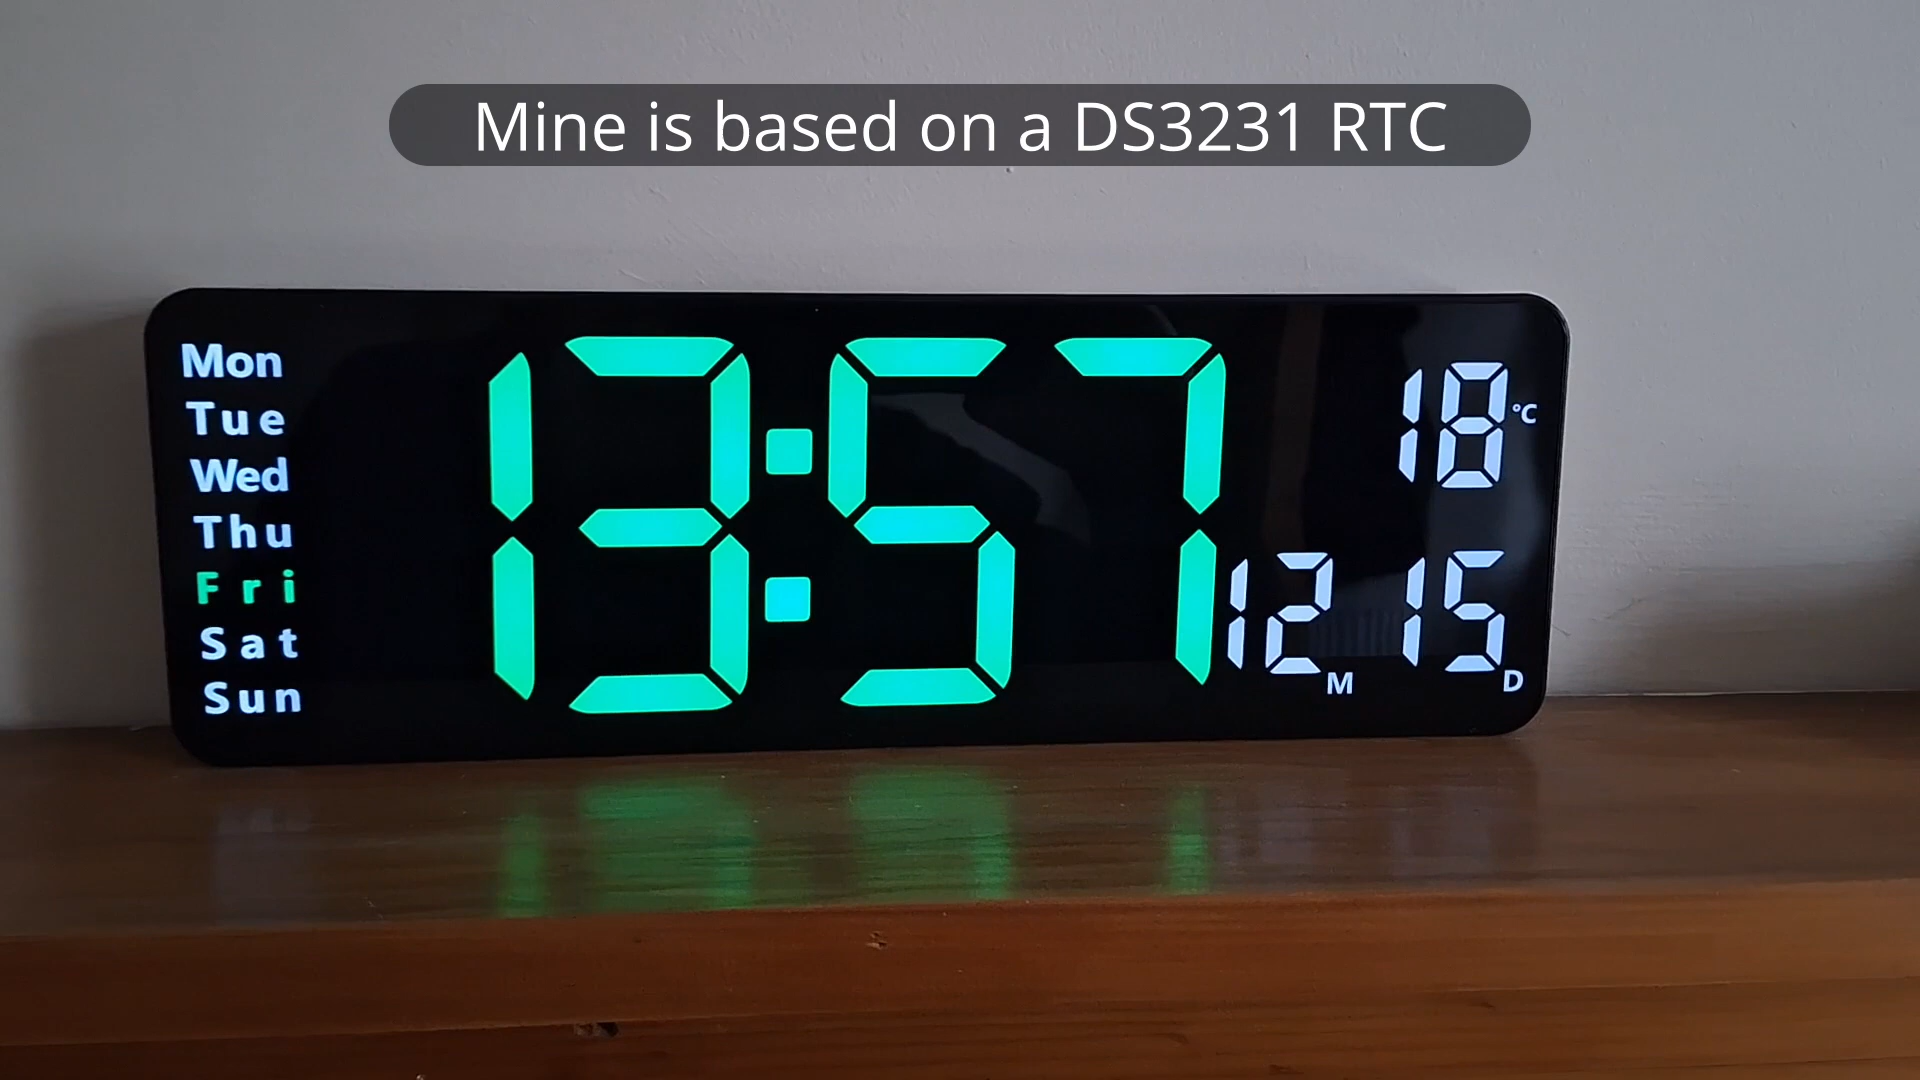 Mine is based on a DS3231 RTC
Mon
Tue
Wed
Thu
Fri
Sat
Sun
13:57
18 °C
12 M 15 D